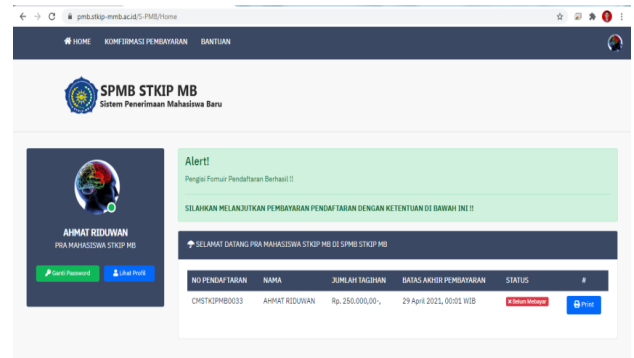 pmb.stkip-mmb.ac.id/S-PMB/Home
HOME KOMFIRMASI PEMBAYARAN BANTUAN
SPMB STKIP MB
Sistem Penerimaan Mahasiswa Baru
AHMAT RIDUWAN
PRA MAHASISWA STKIP MB
Ganti Password Lihat Profil
Alert!
Pengisi Fomuir Pendaftaran Berhasil !!
SILAHKAN MELANJUTKAN PEMBAYARAN PENDAFTARAN DENGAN KETENTUAN DI BAWAH INI !!
SELAMAT DATANG PRA MAHASISWA STKIP MB DI SPMB STKIP MB
NO PENDAFTARAN NAMA JUMLAH TAGIHAN BATAS AKHIR PEMBAYARAN STATUS #
CMSTKIPMB0033 AHMAT RIDUWAN Rp. 250.000,00-, 29 April 2021, 00:01 WIB Belum Mebayar Print